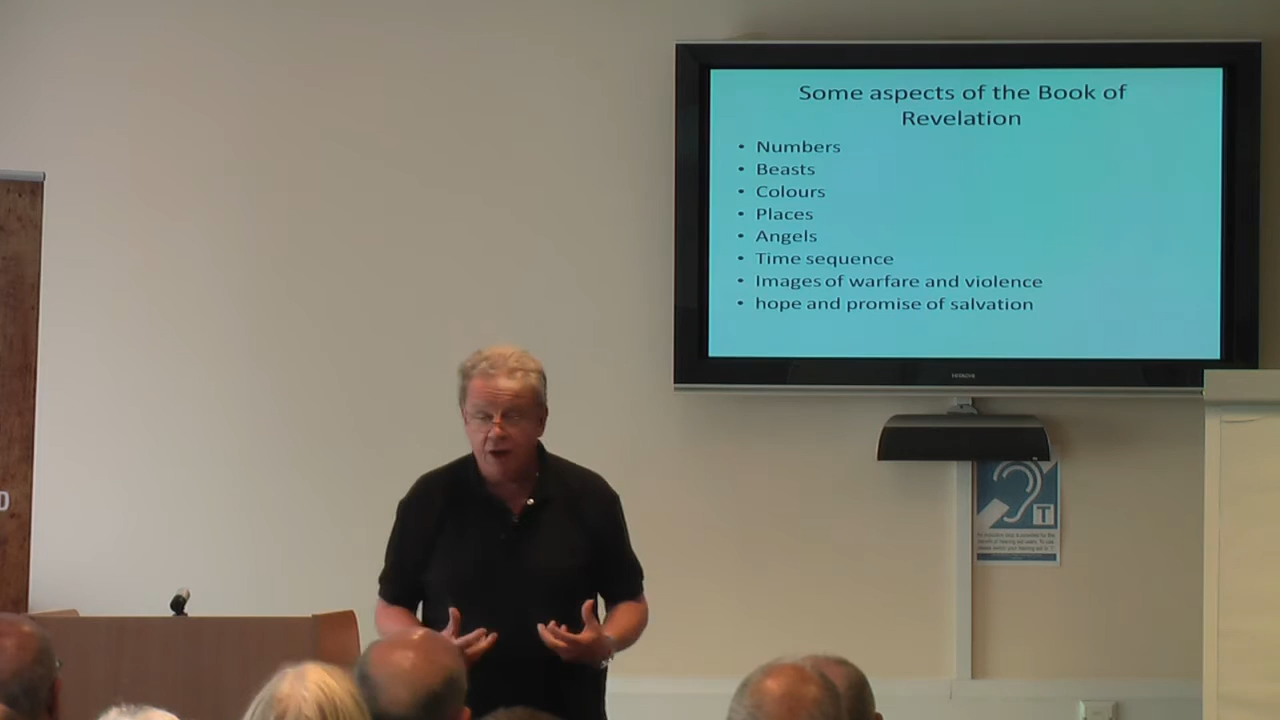 Some aspects of the Book of
Revelation
• Numbers
• Beasts
• Colours
• Places
• Angels
• Time sequence
• Images of warfare and violence
• hope and promise of salvation
HITACHI
T
D